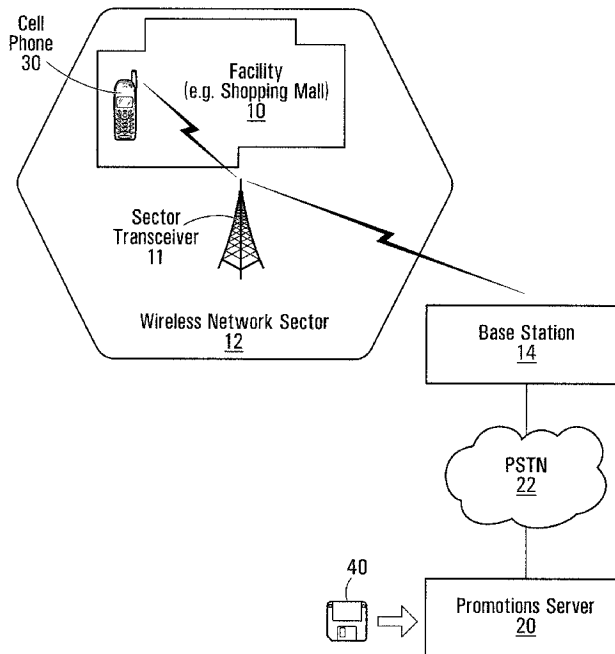 Cell
Phone
30
Facility
(e.g. Shopping Mall)
10
Sector
Transceiver
11
Wireless Network Sector
12
Base Station
14
PSTN
22
40
Promotions Server
20